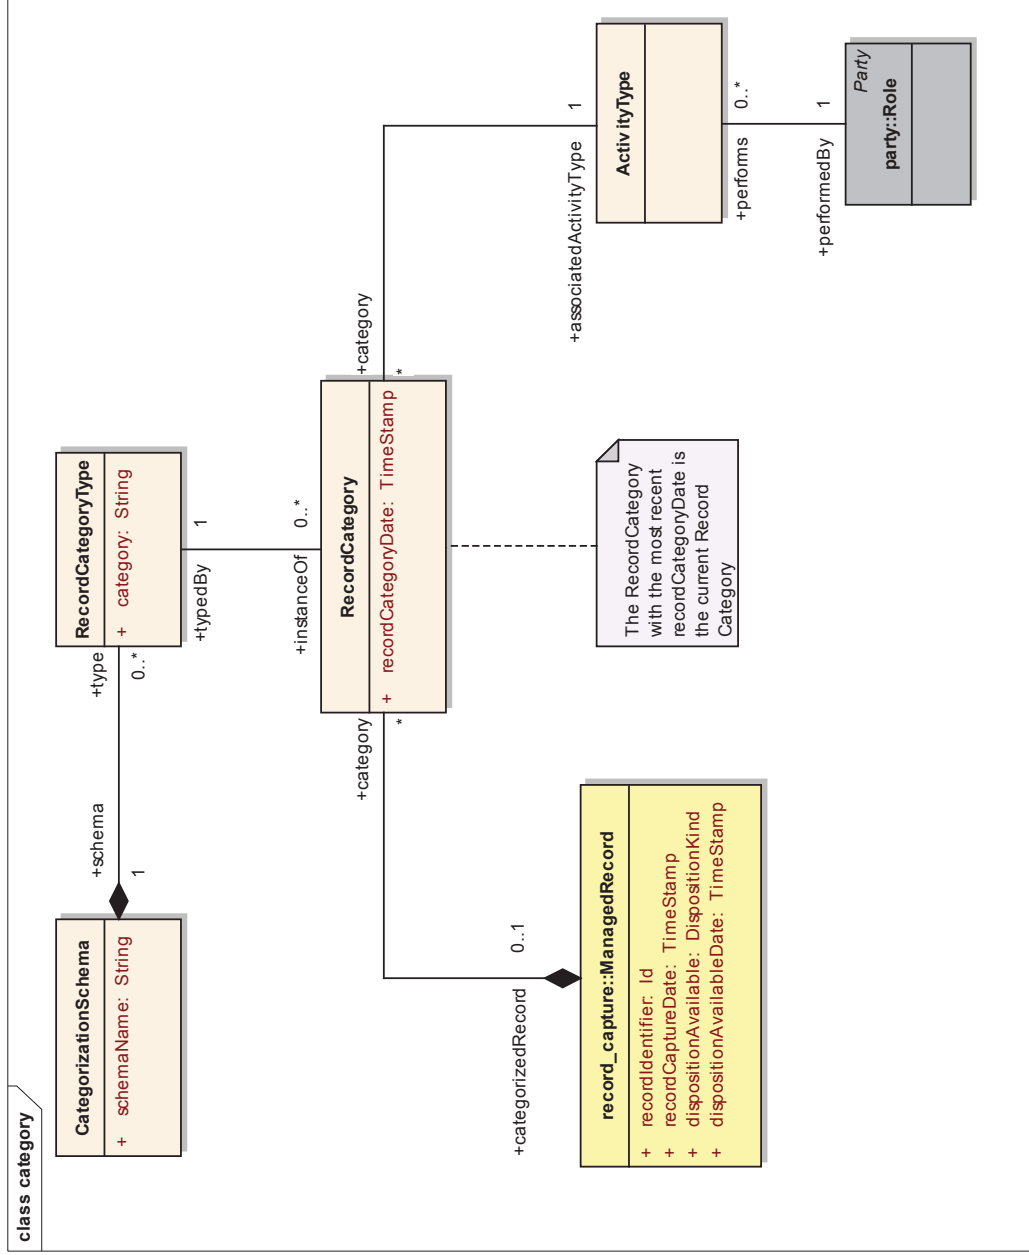 class category
CategorizationSchema
+ schemaName: String
+schema
1
+type
0..*
RecordCategoryType
+ category: String
+typedBy
1
+instanceOf
0..*
RecordCategory
+ recordCategoryDate: TimeStamp
+category
*
+category
*
+categorizedRecord
0..1
record_capture::ManagedRecord
+ recordIdentifier: Id
+ recordCaptureDate: TimeStamp
+ dispositionAvailable: DispositionKind
+ dispositionAvailableDate: TimeStamp
The RecordCategory
with the most recent
recordCategoryDate is
the current Record
Category
+associatedActivityType
1
ActivityType
+performs
0..*
+performedBy
1
Party
party::Role